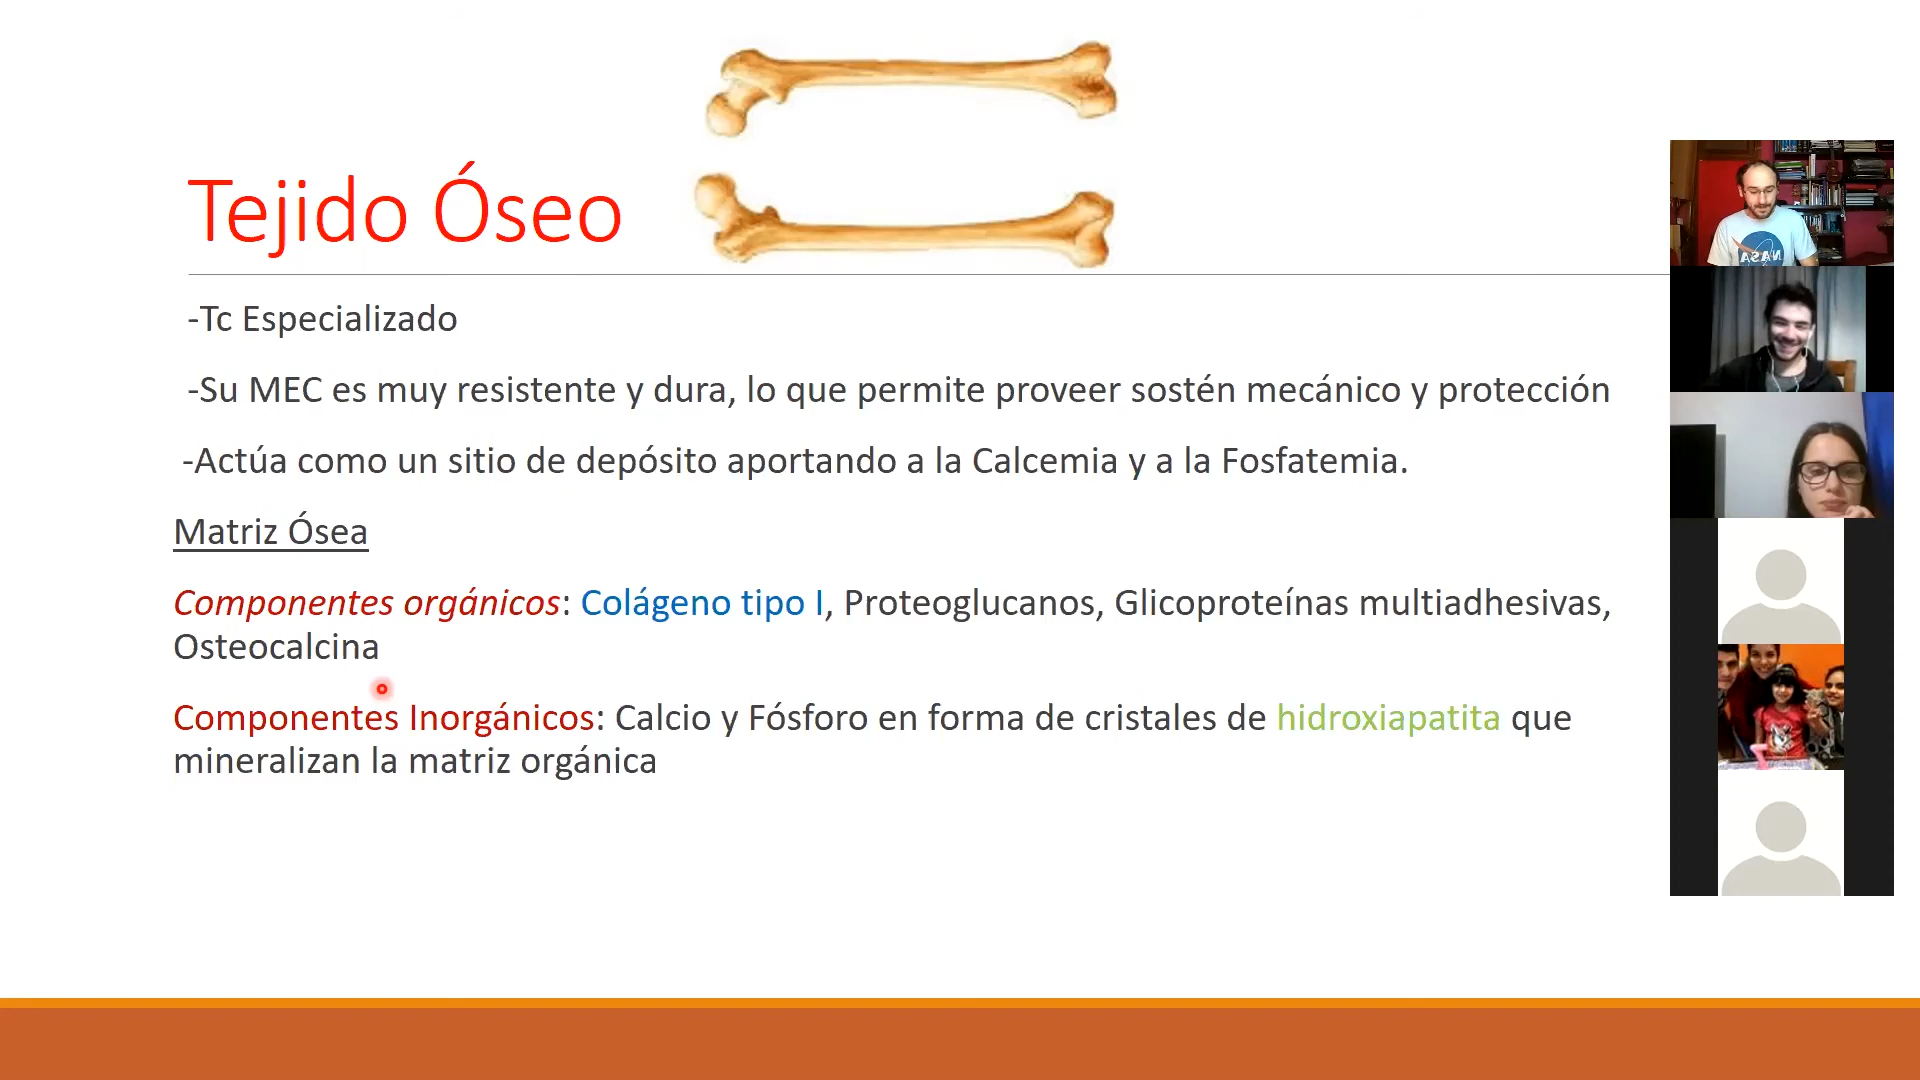 Tejido Óseo
-Tc Especializado
-Su MEC es muy resistente y dura, lo que permite proveer sostén mecánico y protección
-Actúa como un sitio de depósito aportando a la Calcemia y a la Fosfatemia.
Matriz Ósea
Componentes orgánicos: Colágeno tipo I, Proteoglucanos, Glicoproteínas multiadhesivas,
Osteocalcina
Componentes Inorgánicos: Calcio y Fósforo en forma de cristales de hidroxiapatita que
mineralizan la matriz orgánica
NASA